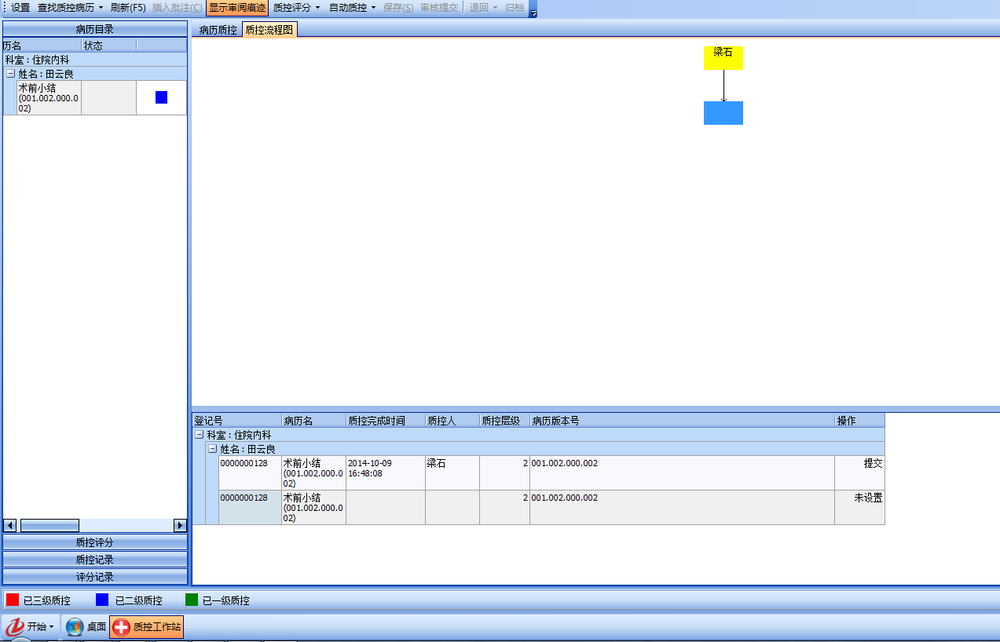 设置 查找质控病历 刷新(F5) 插入批注(C) 显示审阅痕迹 质控评分 自动质控 保存(S) 审核提交 退回 归档
病历目录
历名 状态
科室 : 住院内科
姓名 : 田云良
术前小结
(001.002.000.0
02)
质控评分
质控记录
评分记录
病历质控 质控流程图
梁石
登记号 病历名 质控完成时间 质控人 质控层级 病历版本号 操作
科室 : 住院内科
姓名 : 田云良
0000000128 术前小结 2014-10-09 梁石 2 001.002.000.002 提交
(001.002.000.0 16:48:08
02)
0000000128 术前小结 2 001.002.000.002 未设置
(001.002.000.0
02)
已三级质控 已二级质控 已一级质控
开始 桌面 质控工作站